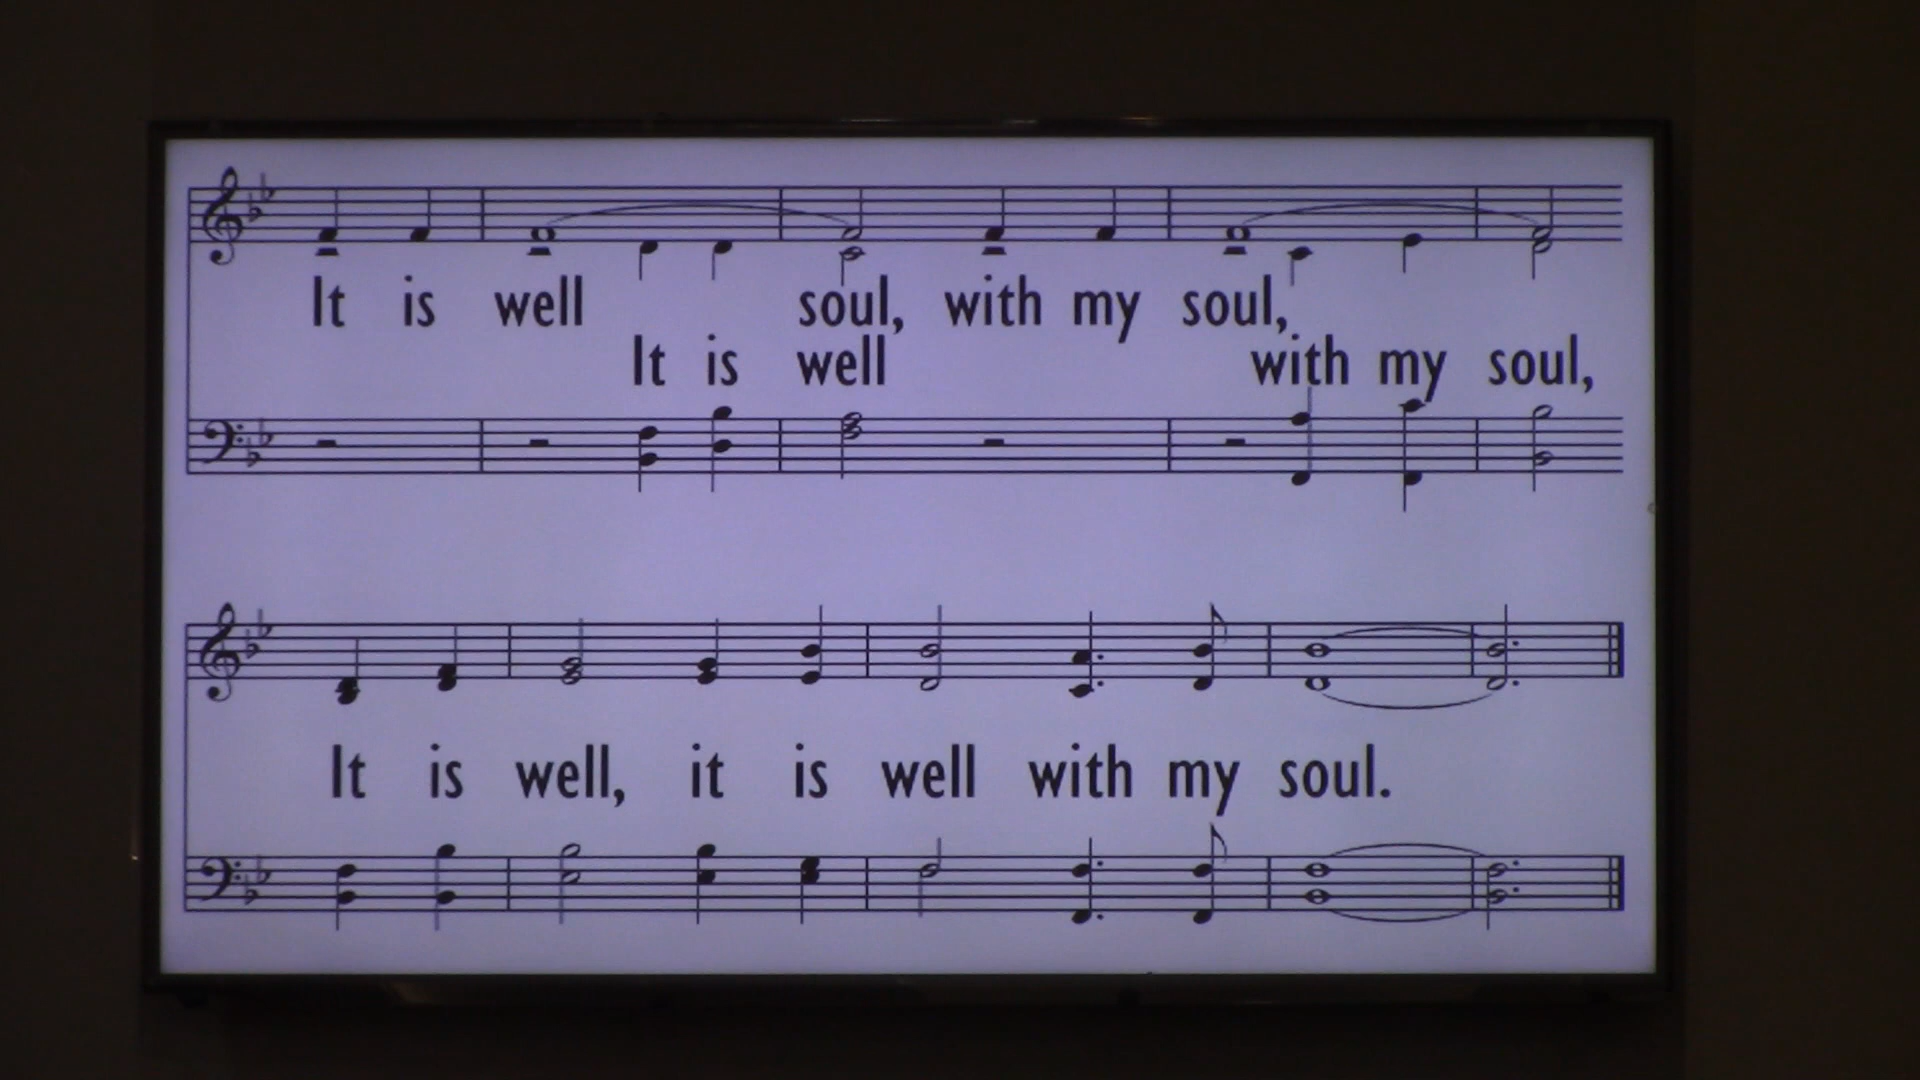 It is well soul, with my soul,
It is well with my soul,
It is well, it is well with my soul.